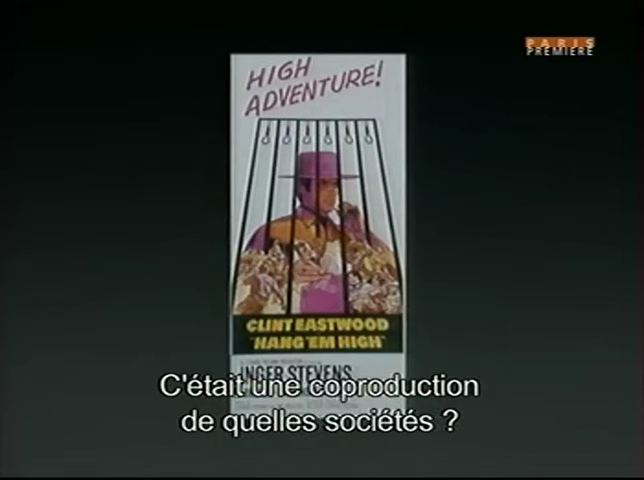 PARIS
PREMIERE
HIGH
ADVENTURE!
CLINT EASTWOOD
"HANG 'EM HIGH"
INGER STEVENS
C'était une coproduction
de quelles sociétés ?